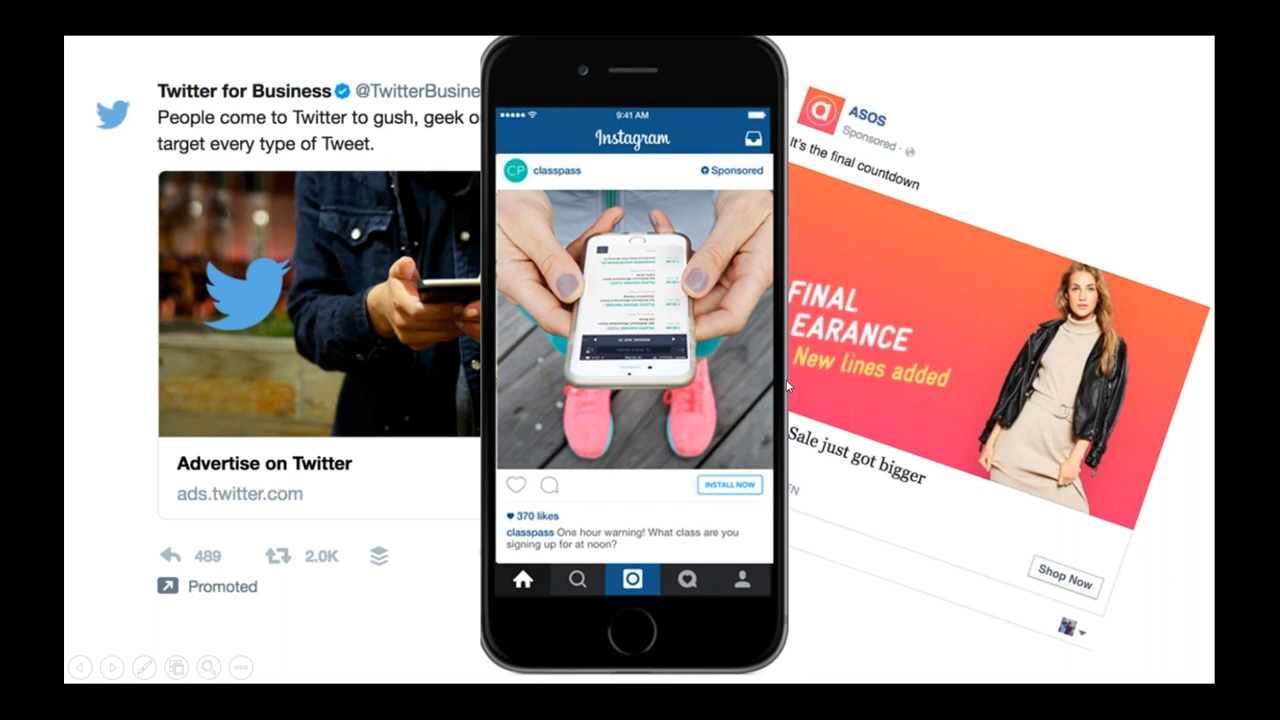 Twitter for Business @TwitterBusine
People come to Twitter to gush, geek o
target every type of Tweet.
Advertise on Twitter
ads.twitter.com
489 2.0K
Promoted
9:41 AM
Instagram
CP classpass Sponsored
INSTALL NOW
370 likes
classpass One hour warning! What class are you
signing up for at noon?
a ASOS
Sponsored ·
It's the final countdown
FINAL
EARANCE
New lines added
Sale just got bigger
EN
Shop Now